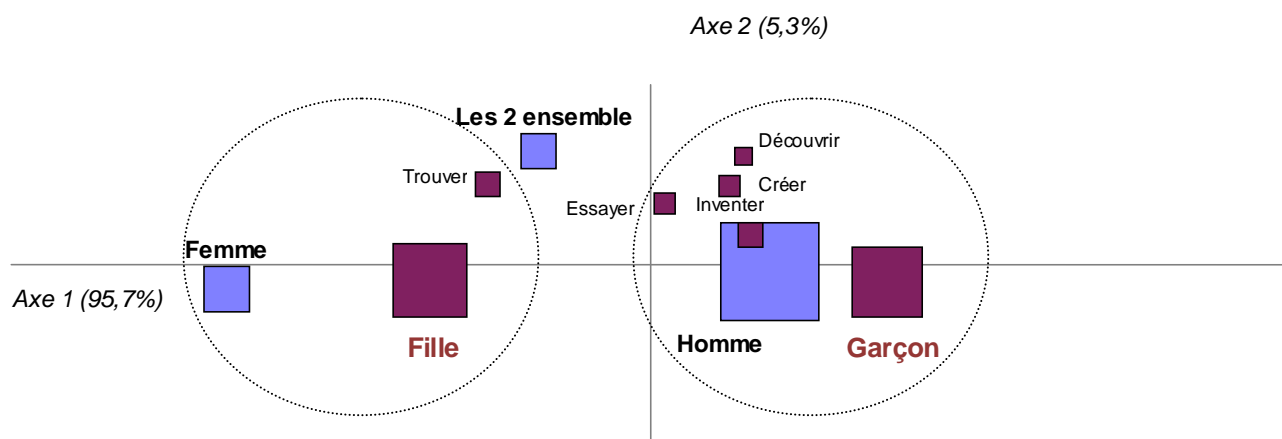 Axe 2 (5,3%)
Les 2 ensemble
Découvrir
Trouver
Créer
Essayer
Inventer
Femme
Axe 1 (95,7%)
Fille
Homme
Garçon